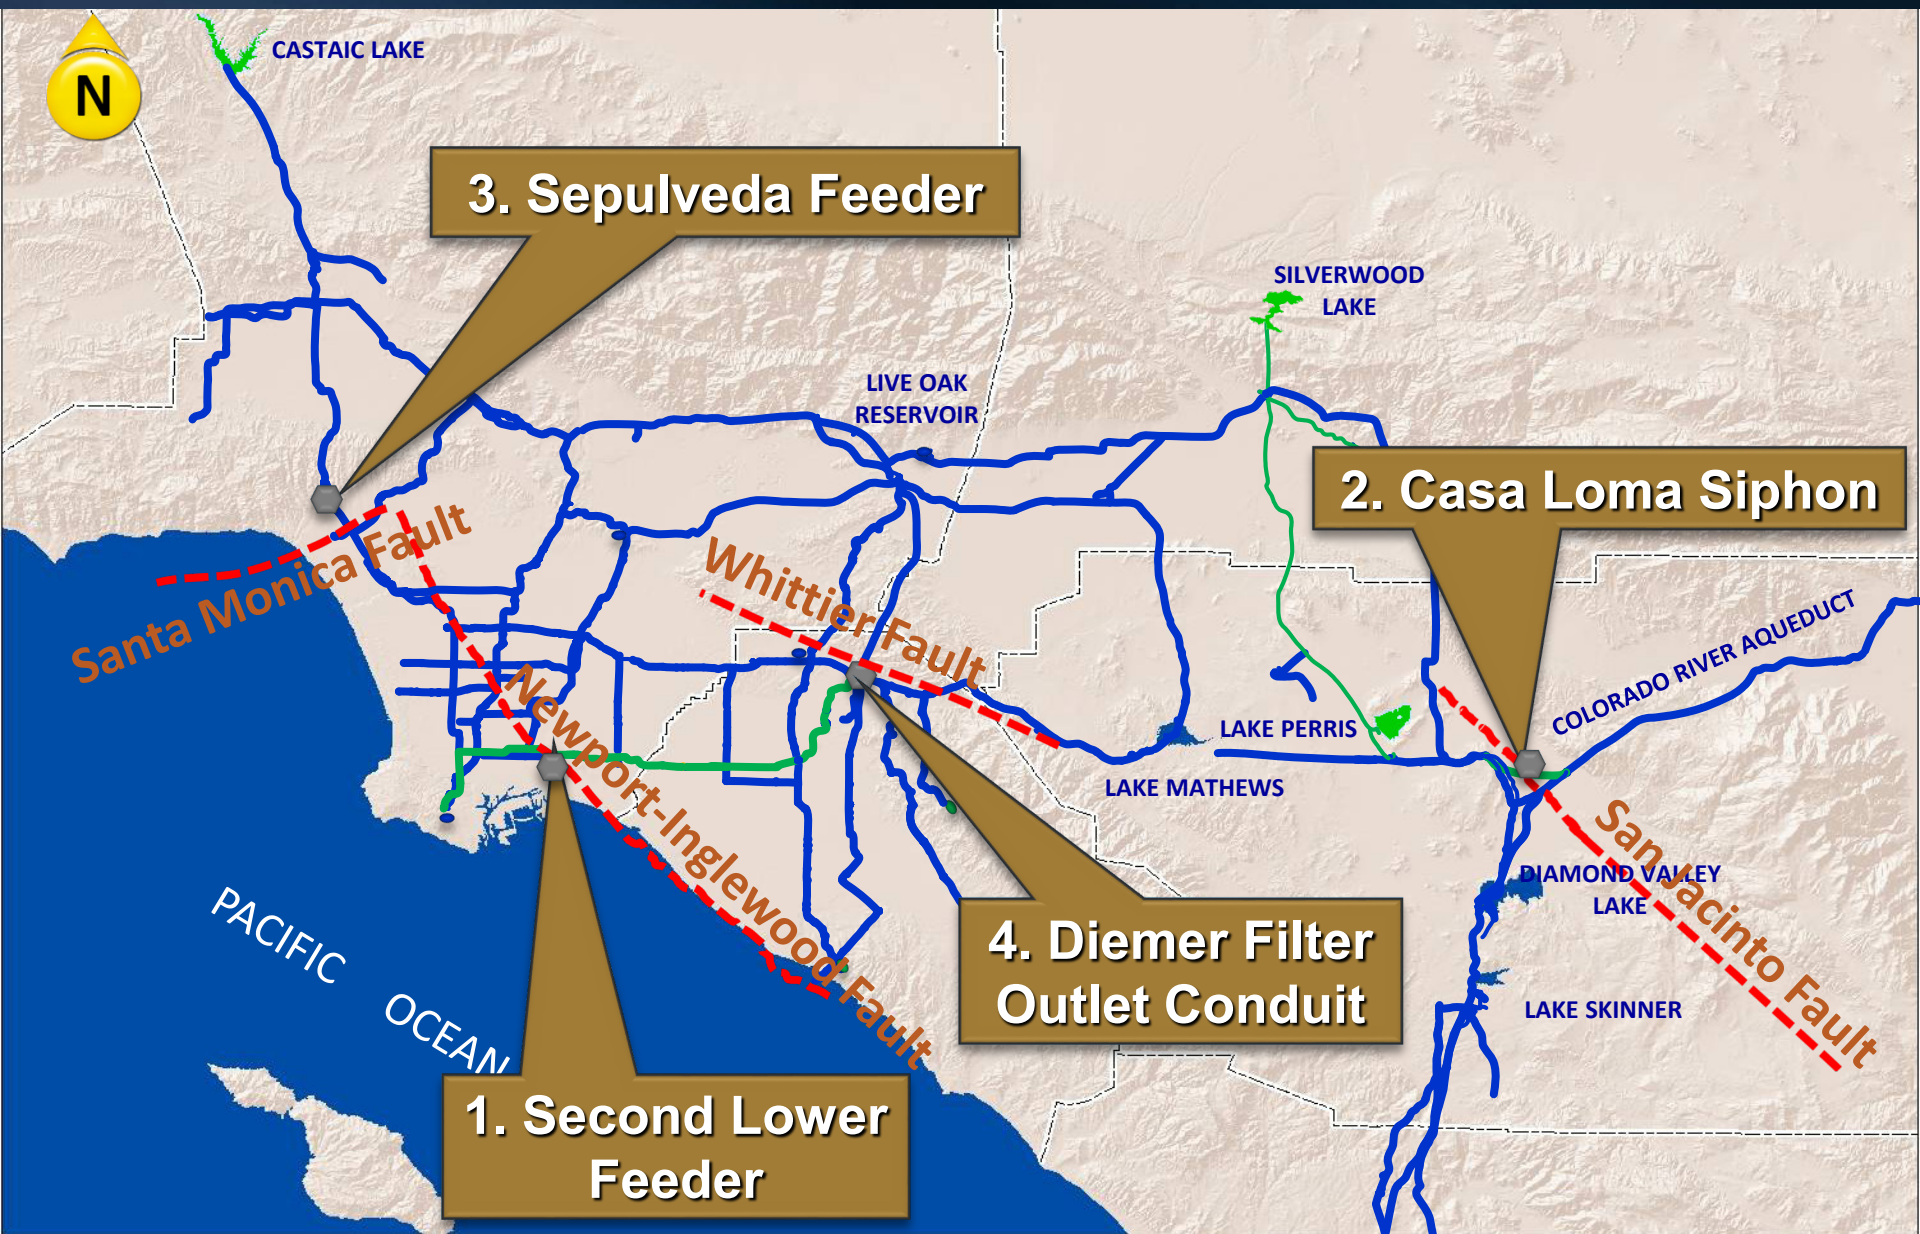 N
CASTAIC LAKE
3. Sepulveda Feeder
SILVERWOOD
LAKE
LIVE OAK
RESERVOIR
2. Casa Loma Siphon
Santa Monica Fault
Whittier Fault
COLORADO RIVER AQUEDUCT
Newport-Inglewood Fault
LAKE PERRIS
LAKE MATHEWS
San Jacinto Fault
DIAMOND VALLEY
LAKE
PACIFIC
OCEAN
4. Diemer Filter
Outlet Conduit
LAKE SKINNER
1. Second Lower
Feeder